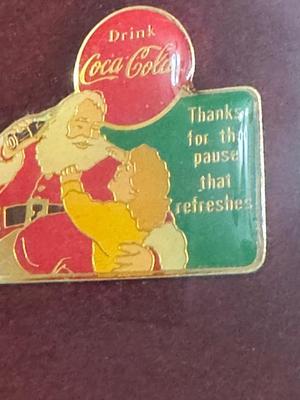 Drink
Coca-Cola
Thanks
for the
pause
that
refreshes